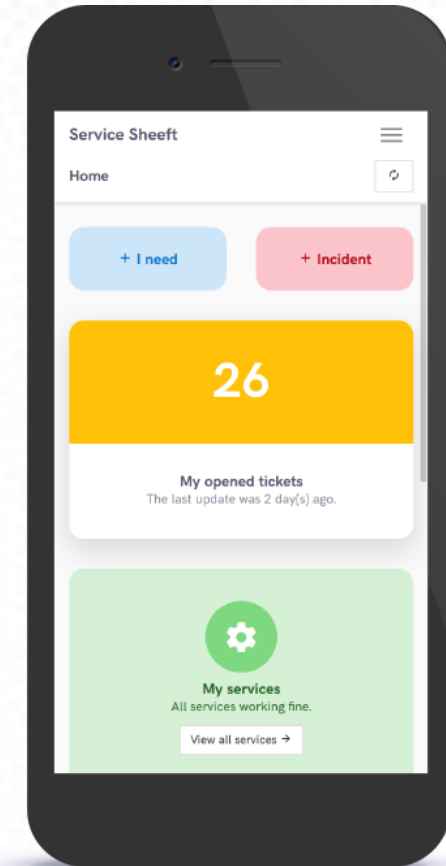 Service Sheeft
Home
+ I need
+ Incident
26
My opened tickets
The last update was 2 day(s) ago.
My services
All services working fine.
View all services →